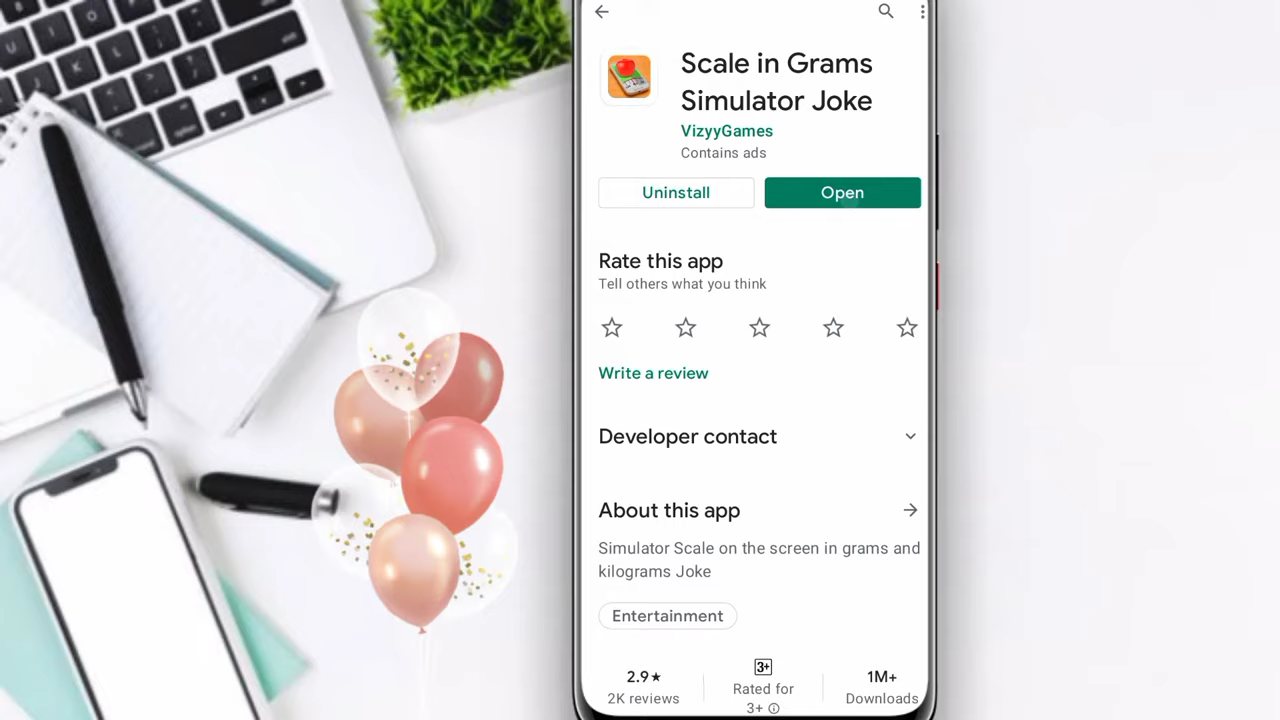 Scale in Grams
Simulator Joke
VizyyGames
Contains ads
Uninstall
Open
Rate this app
Tell others what you think
Write a review
Developer contact
About this app
Simulator Scale on the screen in grams and
kilograms Joke
Entertainment
2.9★
2K reviews
3+
Rated for
3+
1M+
Downloads